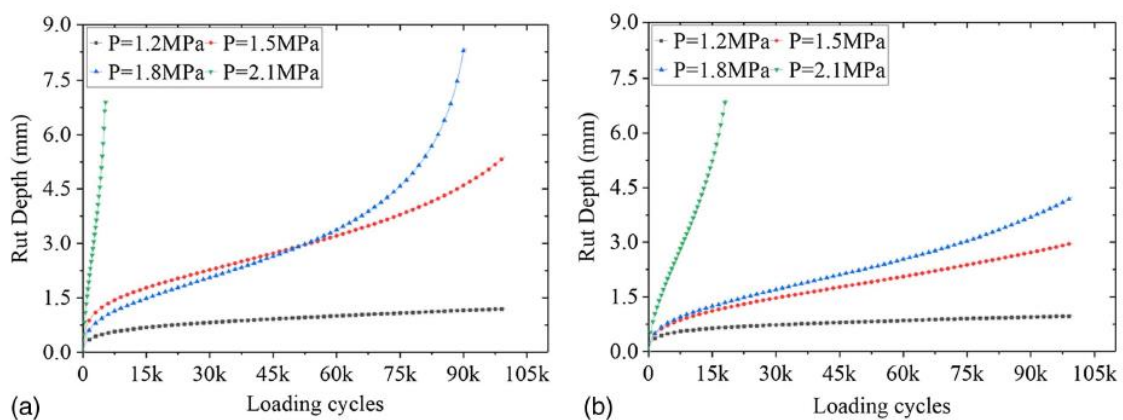 9.0
P=1.2MPa P=1.5MPa
P=1.8MPa P=2.1MPa
7.5
6.0
4.5
3.0
1.5
0.0
Rut Depth (mm)
0 15k 30k 45k 60k 75k 90k 105k
(a) Loading cycles
9.0
P=1.2MPa P=1.5MPa
P=1.8MPa P=2.1MPa
7.5
6.0
4.5
3.0
1.5
0.0
Rut Depth (mm)
0 15k 30k 45k 60k 75k 90k 105k
(b) Loading cycles